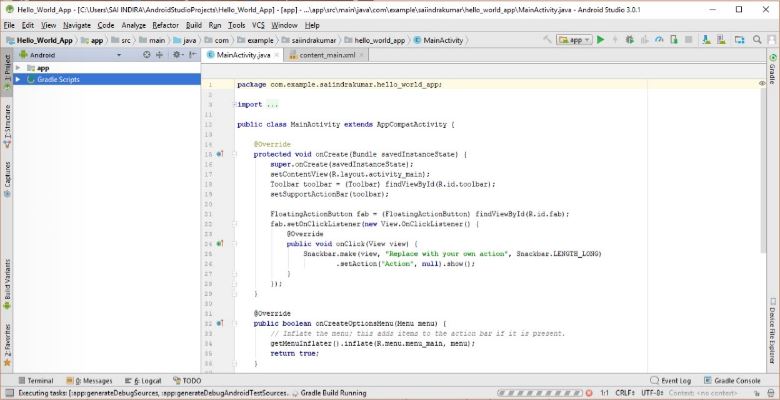 Hello_World_App - [C:\Users\SAI INDIRA\AndroidStudioProjects\Hello_World_App] - [app] - ...\app\src\main\java\com\example\saiindrakumar\hello_world_app\MainActivity.java - Android Studio 3.0.1
File Edit View Navigate Code Analyze Refactor Build Run Tools VCS Window Help
Hello_World_App app src main java com example saiindrakumar hello_world_app MainActivity
app
Android
MainActivity.java content_main.xml
app
Gradle Scripts
1: Project
7: Structure
Captures
Build Variants
2: Favorites
Gradle
Device File Explorer
1 package com.example.saiindrakumar.hello_world_app;
2
3 import ...
12 public class MainActivity extends AppCompatActivity {
14 @Override
15 protected void onCreate(Bundle savedInstanceState) {
16 super.onCreate(savedInstanceState);
17 setContentView(R.layout.activity_main);
18 Toolbar toolbar = (Toolbar) findViewById(R.id.toolbar);
19 setSupportActionBar(toolbar);
21 FloatingActionButton fab = (FloatingActionButton) findViewById(R.id.fab);
22 fab.setOnClickListener(new View.OnClickListener() {
23 @Override
24 public void onClick(View view) {
25 Snackbar.make(view, "Replace with your own action", Snackbar.LENGTH_LONG)
26 .setAction("Action", null).show();
27 }
28 });
29 }
31 @Override
32 public boolean onCreateOptionsMenu(Menu menu) {
33 // Inflate the menu; this adds items to the action bar if it is present.
34 getMenuInflater().inflate(R.menu.menu_main, menu);
35 return true;
36 }
Terminal 0: Messages 6: Logcat TODO Event Log Gradle Console
Executing tasks: [:app:generateDebugSources, :app:generateDebugAndroidTestSources... Gradle Build Running 1:1 CRLF UTF-8 Context: <no context>